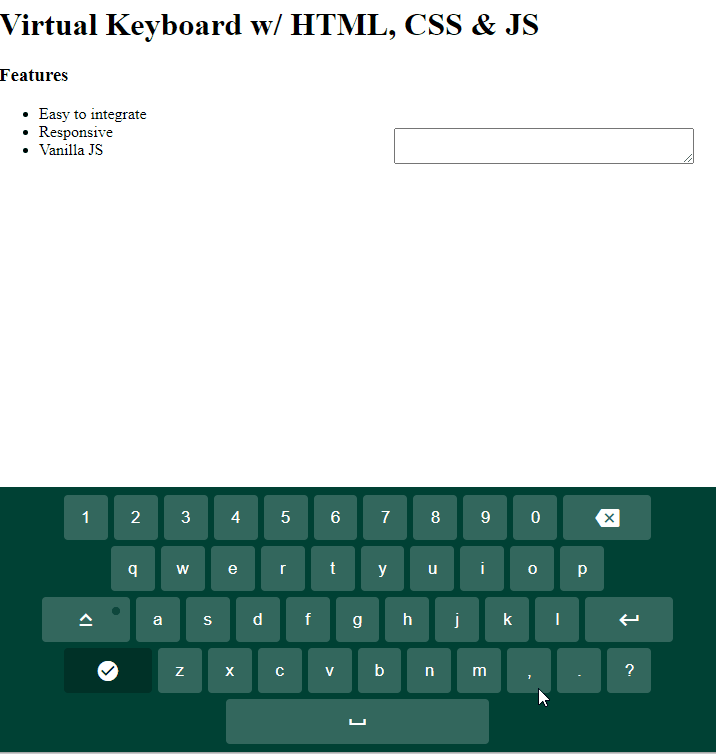 Virtual Keyboard w/ HTML, CSS & JS
Features
Easy to integrate
Responsive
Vanilla JS
1 2 3 4 5 6 7 8 9 0
q w e r t y u i o p
a s d f g h j k l
z x c v b n m , . ?